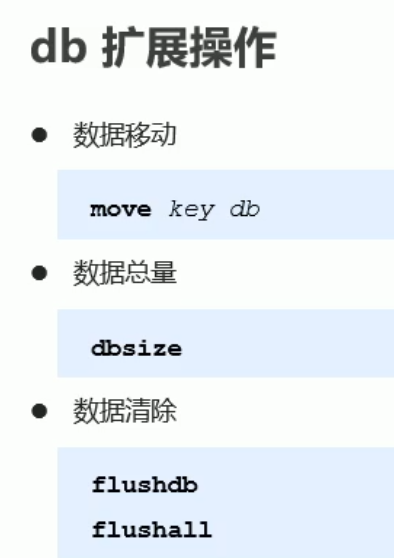 db 扩展操作
● 数据移动
move key db
● 数据总量
dbsize
● 数据清除
flushdb
flushall